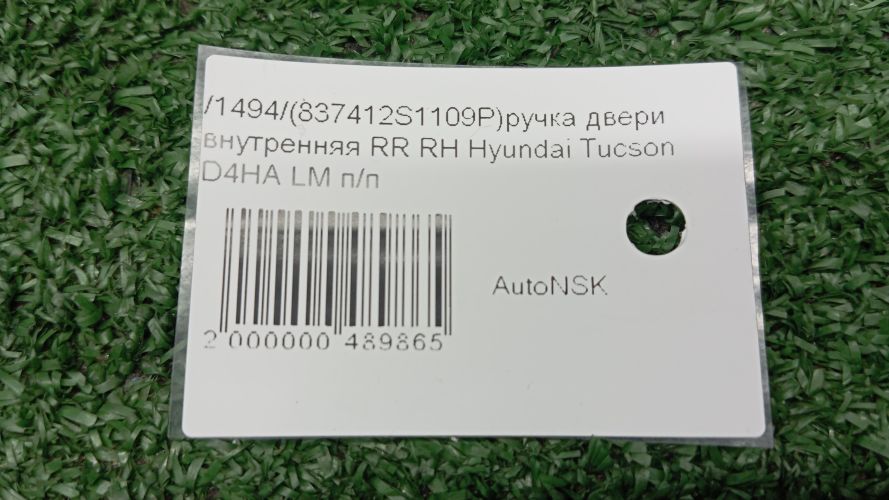 /1494/(837412S1109P)ручка двери
внутренняя RR RH Hyundai Tucson
D4HA LM п/п
AutoNSK
2 000000 489865